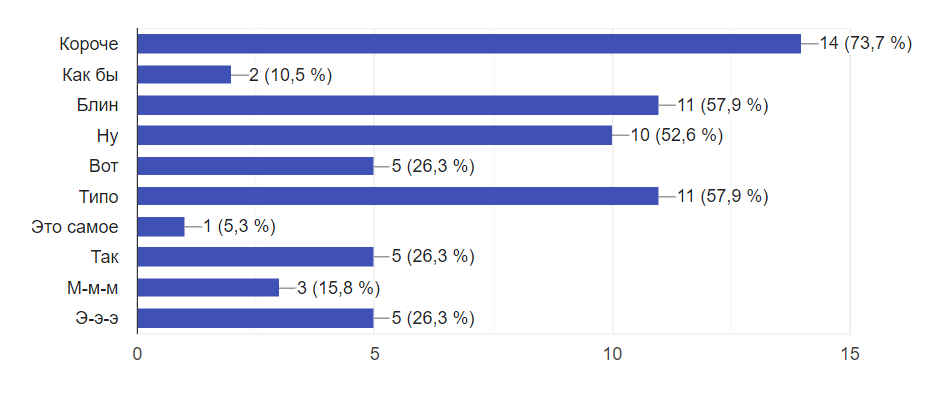 Короче 14 (73,7 %)
Как бы 2 (10,5 %)
Блин 11 (57,9 %)
Ну 10 (52,6 %)
Вот 5 (26,3 %)
Типо 11 (57,9 %)
Это самое 1 (5,3 %)
Так 5 (26,3 %)
М-м-м 3 (15,8 %)
Э-э-э 5 (26,3 %)
0 5 10 15